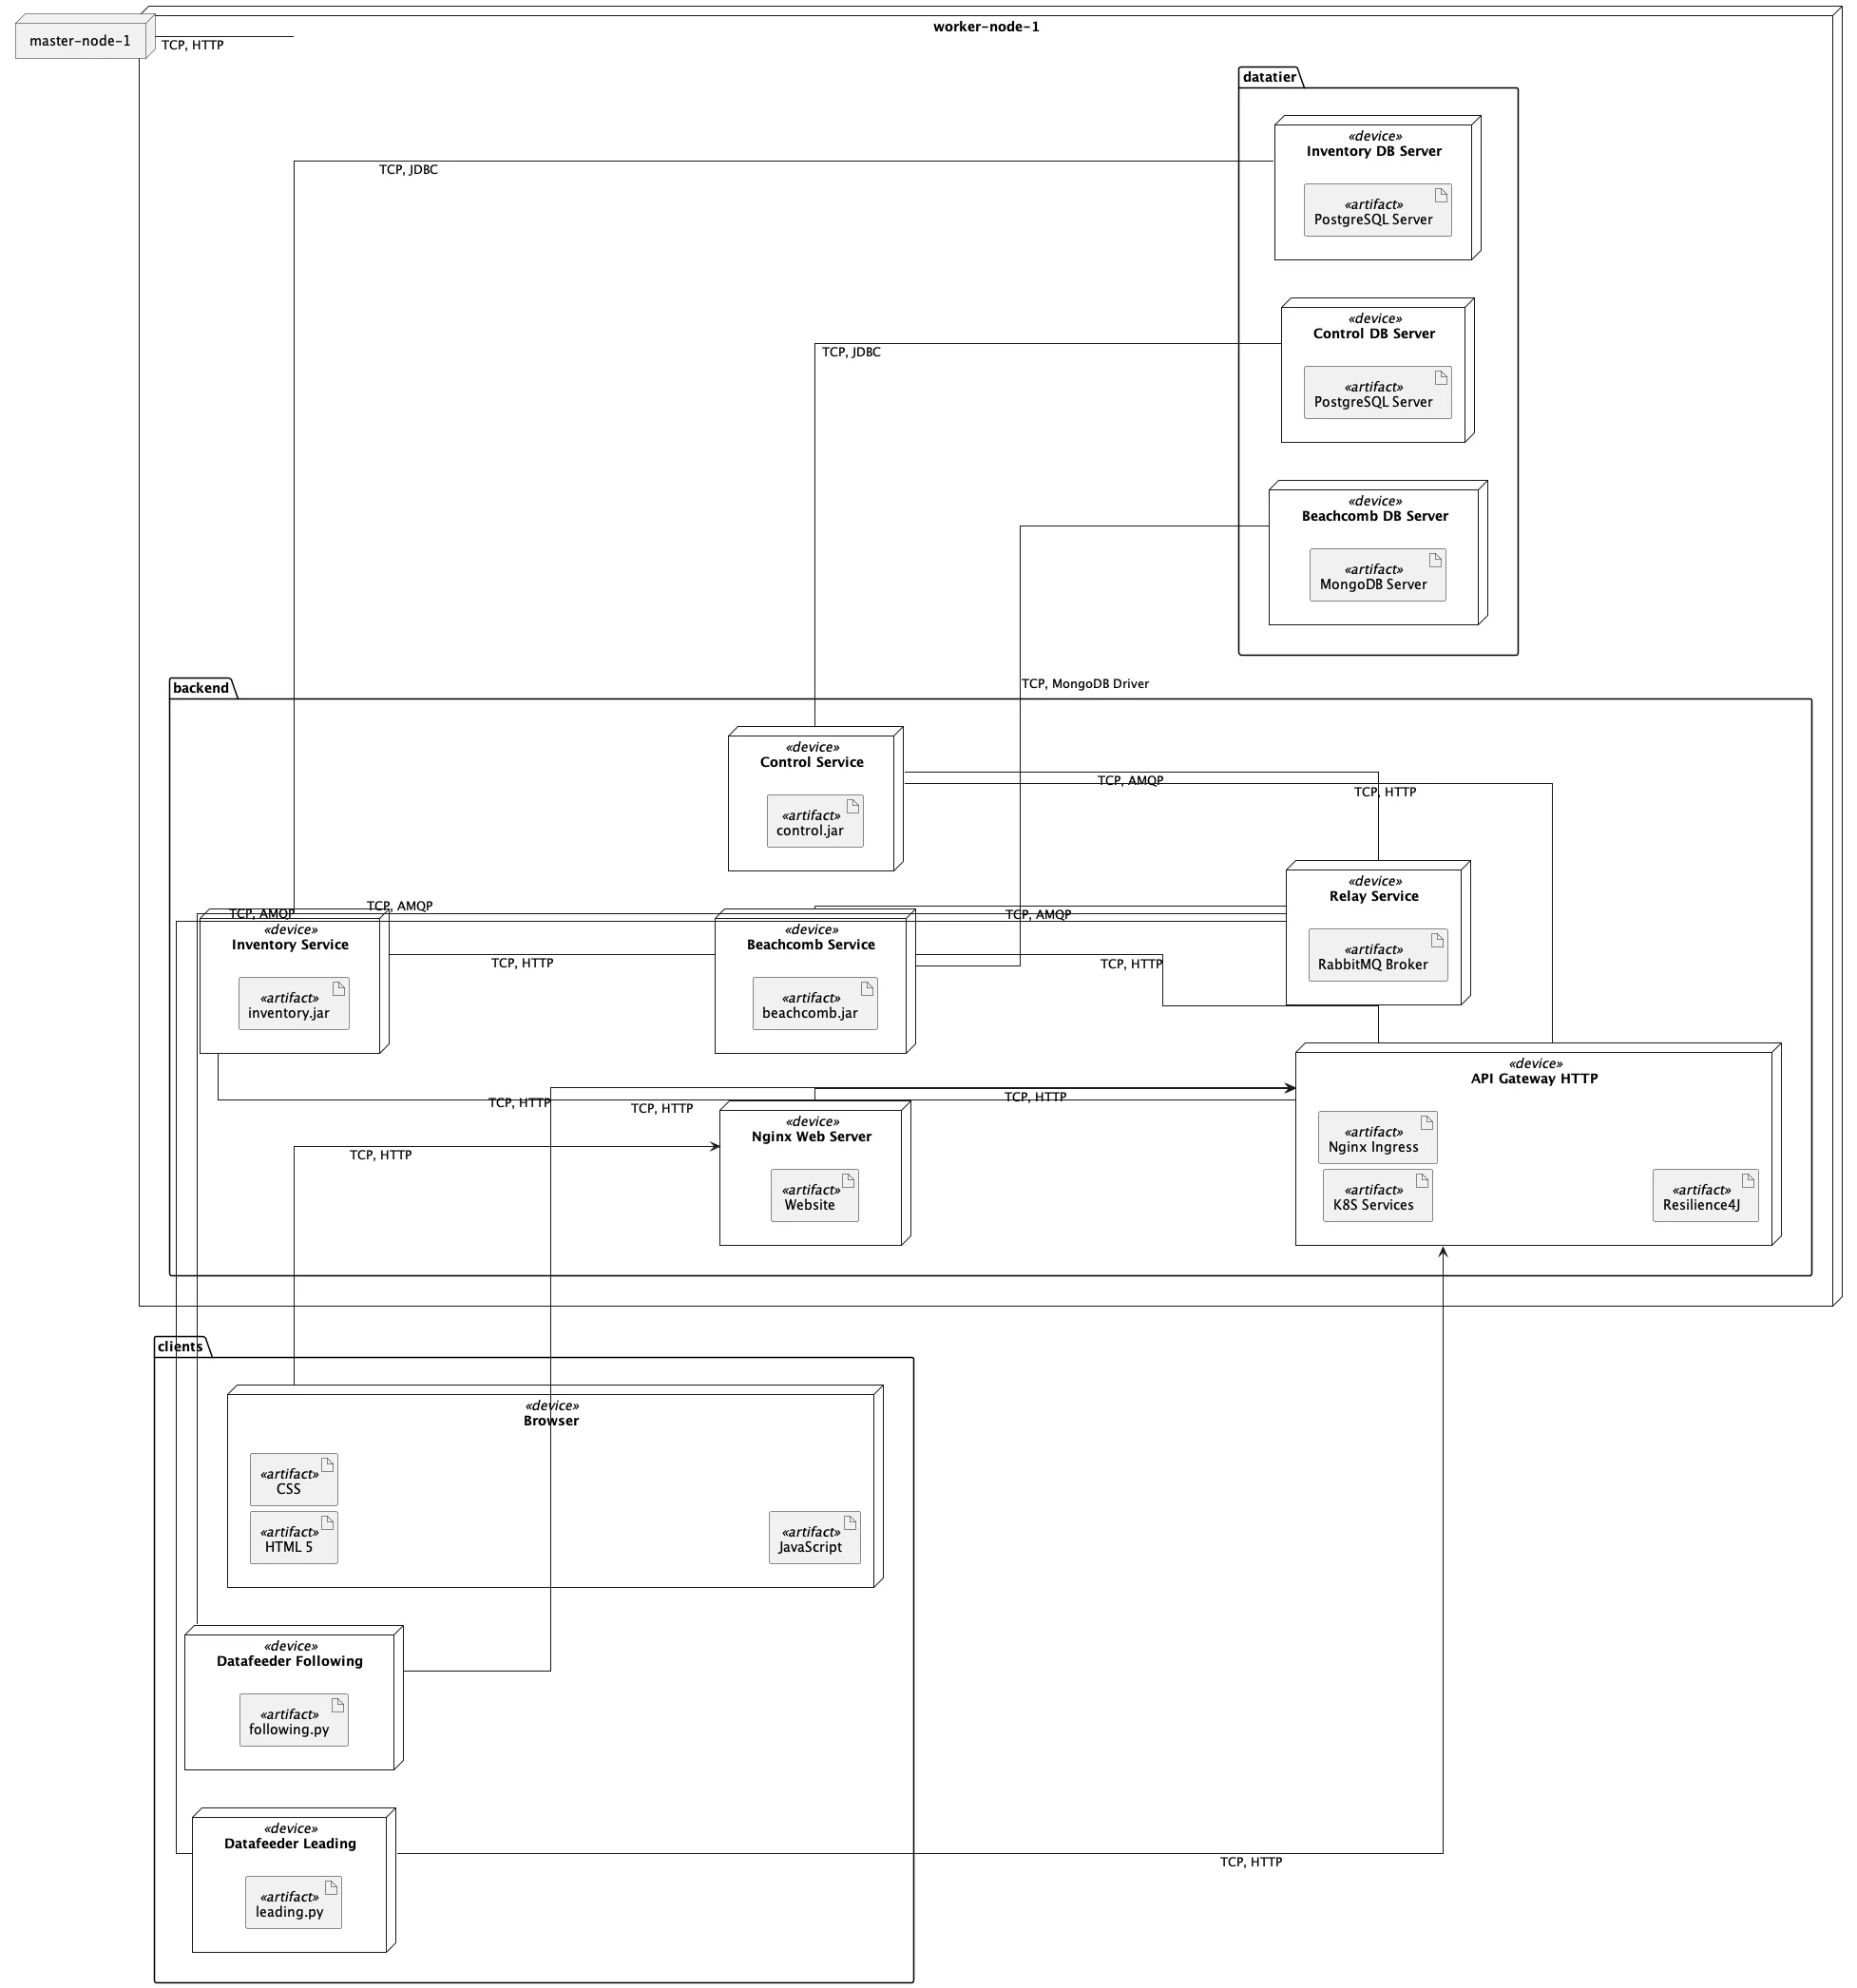 master-node-1
TCP, HTTP
worker-node-1
datatier
«device»
Inventory DB Server
«artifact»
PostgreSQL Server
TCP, JDBC
«device»
Control DB Server
«artifact»
PostgreSQL Server
TCP, JDBC
«device»
Beachcomb DB Server
«artifact»
MongoDB Server
TCP, MongoDB Driver
backend
«device»
Control Service
«artifact»
control.jar
TCP, AMQP
TCP, HTTP
«device»
Relay Service
«artifact»
RabbitMQ Broker
TCP, AMQP
TCP, AMQP
TCP, AMQP
«device»
Inventory Service
«artifact»
inventory.jar
TCP, HTTP
«device»
Beachcomb Service
«artifact»
beachcomb.jar
TCP, HTTP
«device»
API Gateway HTTP
«artifact»
Nginx Ingress
«artifact»
K8S Services
«artifact»
Resilience4J
TCP, HTTP
TCP, HTTP
TCP, HTTP
«device»
Nginx Web Server
«artifact»
Website
TCP, HTTP
clients
«device»
Browser
«artifact»
CSS
«artifact»
HTML 5
«artifact»
JavaScript
«device»
Datafeeder Following
«artifact»
following.py
«device»
Datafeeder Leading
«artifact»
leading.py
TCP, HTTP